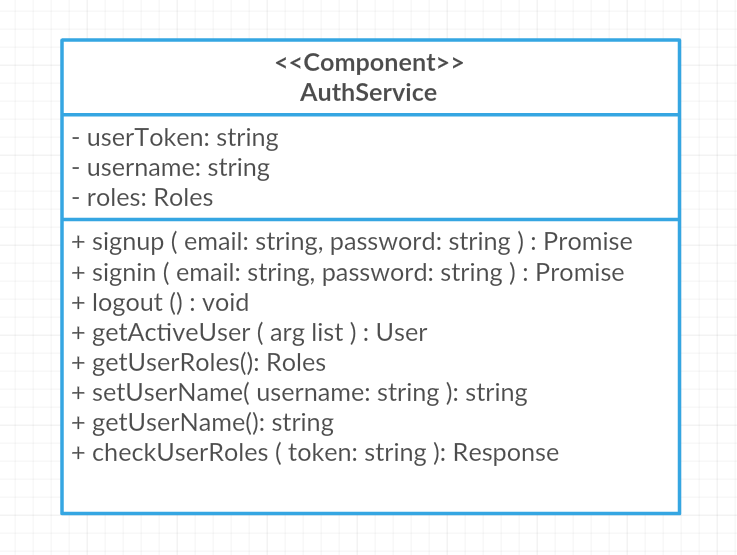 <<Component>>
AuthService
- userToken: string
- username: string
- roles: Roles
+ signup ( email: string, password: string ) : Promise
+ signin ( email: string, password: string ) : Promise
+ logout () : void
+ getActiveUser ( arg list ) : User
+ getUserRoles(): Roles
+ setUserName( username: string ): string
+ getUserName(): string
+ checkUserRoles ( token: string ): Response